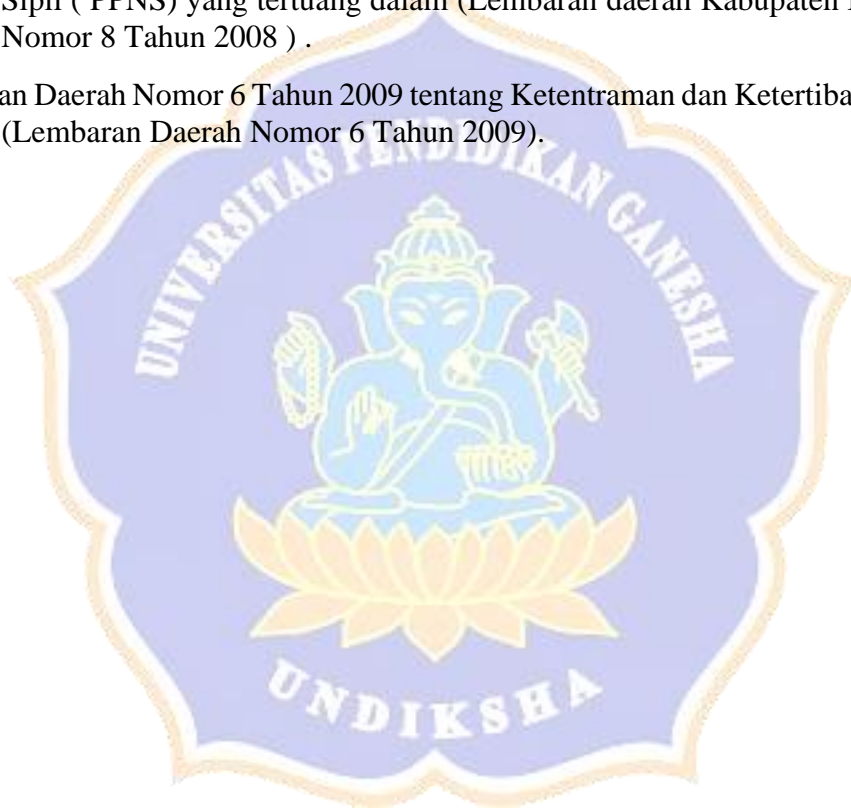 Sipil ( PPNS) yang tertuang dalam (Lembaran daerah Kabupaten
Nomor 8 Tahun 2008 ) .
an Daerah Nomor 6 Tahun 2009 tentang Ketentraman dan Ketertiba
(Lembaran Daerah Nomor 6 Tahun 2009).
UNIVERSITAS PENDIDIKAN GANESHA
UNDIKSHA